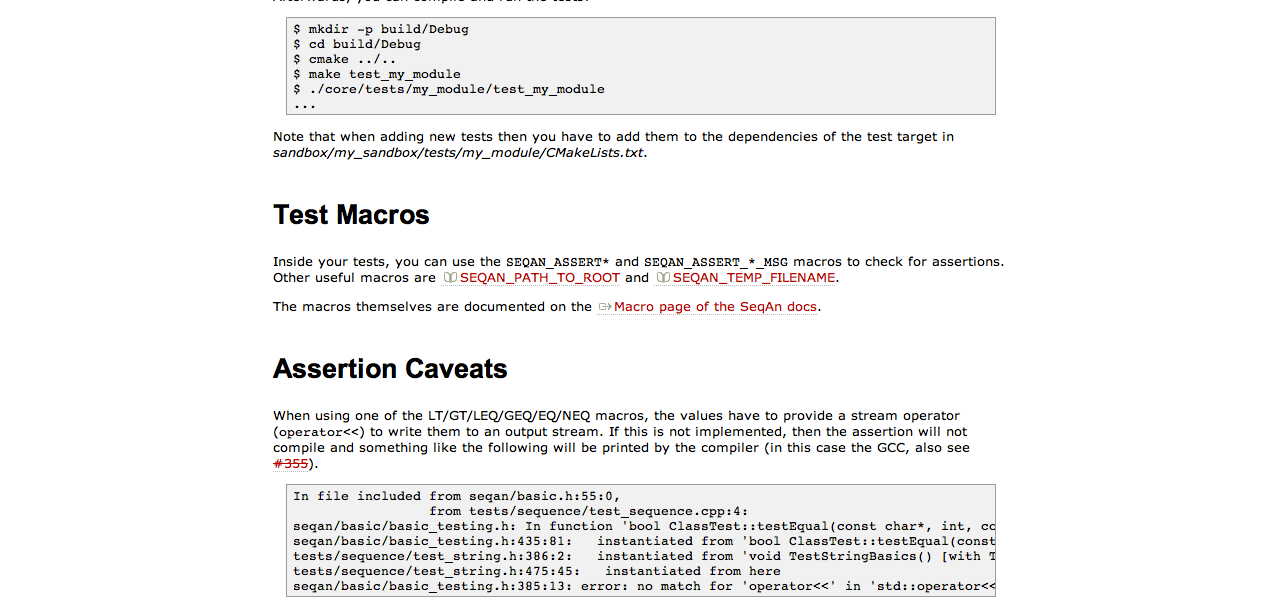 $ mkdir -p build/Debug
$ cd build/Debug
$ cmake ../..
$ make test_my_module
$ ./core/tests/my_module/test_my_module
...
Note that when adding new tests then you have to add them to the dependencies of the test target in
sandbox/my_sandbox/tests/my_module/CMakeLists.txt.
Test Macros
Inside your tests, you can use the SEQAN_ASSERT* and SEQAN_ASSERT_*_MSG macros to check for assertions.
Other useful macros are SEQAN_PATH_TO_ROOT and SEQAN_TEMP_FILENAME.
The macros themselves are documented on the Macro page of the SeqAn docs.
Assertion Caveats
When using one of the LT/GT/LEQ/GEQ/EQ/NEQ macros, the values have to provide a stream operator
(operator<<) to write them to an output stream. If this is not implemented, then the assertion will not
compile and something like the following will be printed by the compiler (in this case the GCC, also see
#355).
In file included from seqan/basic.h:55:0,
from tests/sequence/test_sequence.cpp:4:
seqan/basic/basic_testing.h: In function 'bool ClassTest::testEqual(const char*, int, co
seqan/basic/basic_testing.h:435:81: instantiated from 'bool ClassTest::testEqual(const
tests/sequence/test_string.h:386:2: instantiated from 'void TestStringBasics() [with T
tests/sequence/test_string.h:475:45: instantiated from here
seqan/basic/basic_testing.h:385:13: error: no match for 'operator<<' in 'std::operator<<